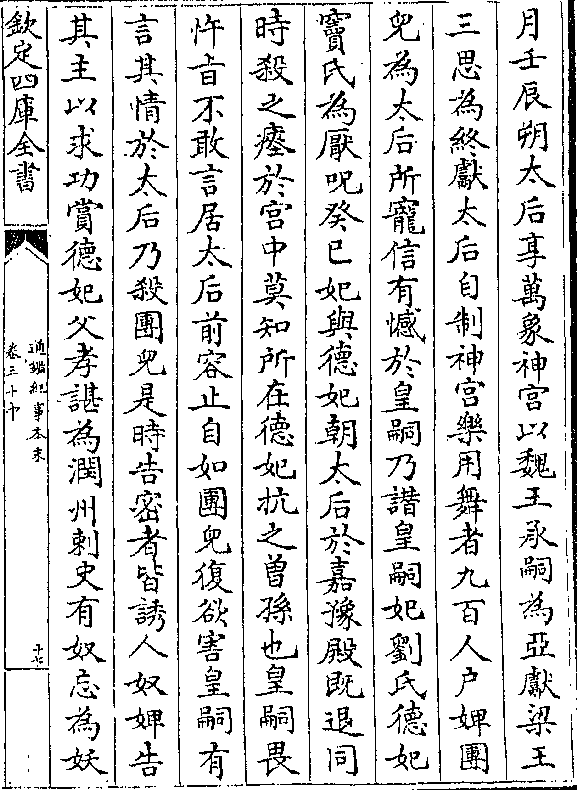 月壬辰朔太后享萬象神宫以魏王承嗣為亞獻梁王
三思為終獻太后自制神宫樂用舞者九百人户婢團
兒為太后所寵信有憾於皇嗣乃譖皇嗣妃劉氏德妃
竇氏為厭呪癸巳妃與德妃朝太后於嘉豫殿既退同
時殺之瘞於宫中莫知所在德妃抗之曾孫也皇嗣畏
忤旨不敢言居太后前容止自如團兒復欲害皇嗣有
言其情於太后乃殺團兒是時告密者皆誘人奴婢告
其主以求功賞德妃父孝諶為潤州刺史有奴忘為妖
欽定四庫全書
通鑑紀事本末
卷三十中
十七